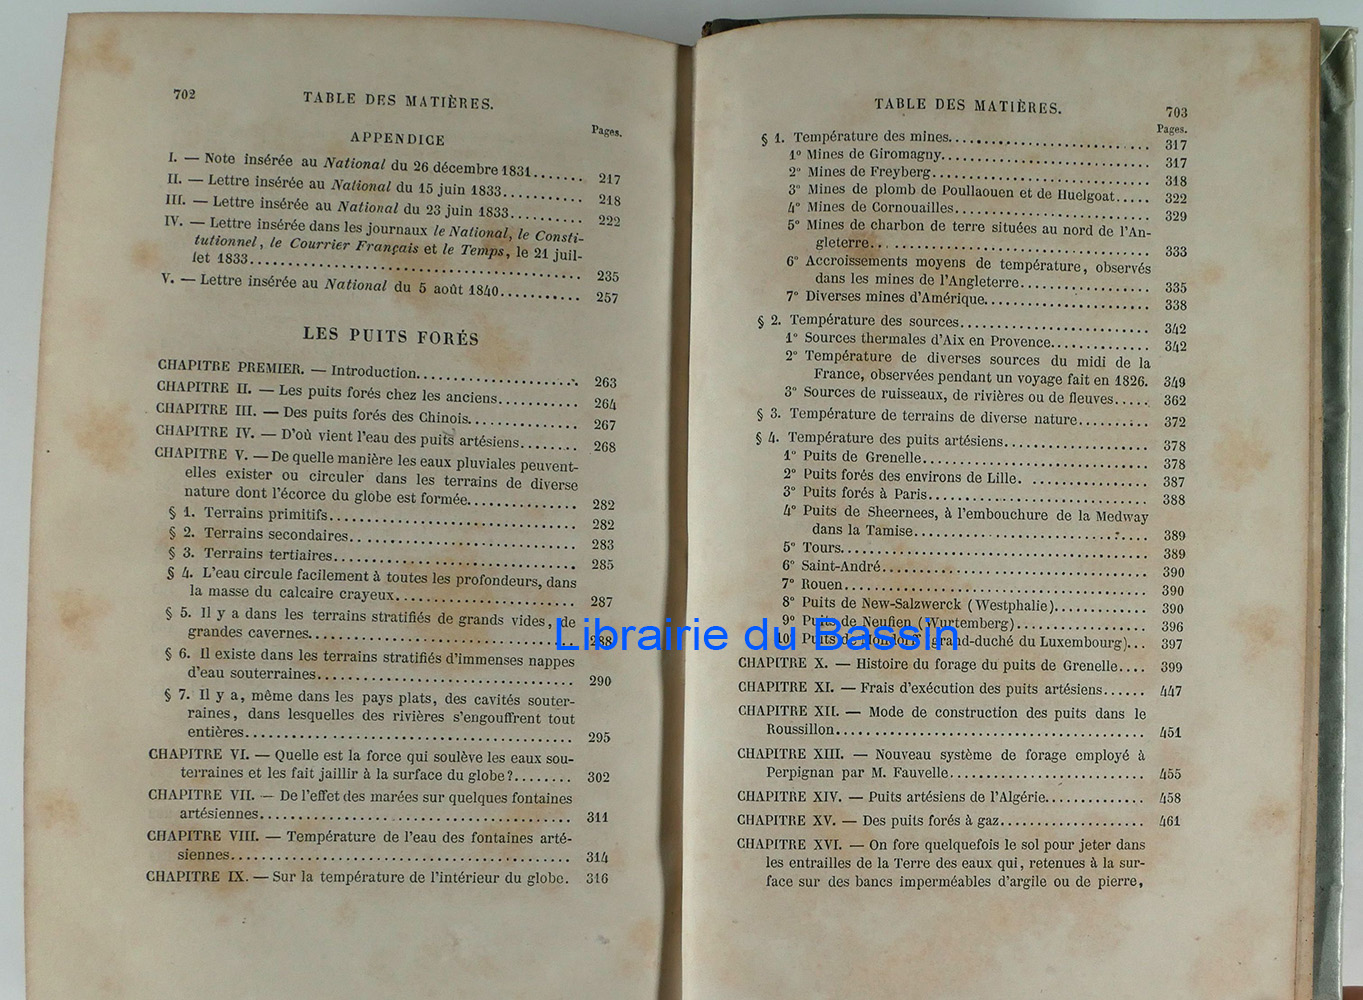 702
TABLE DES MATIÈRES.
APPENDICE
Pages.
I. — Note insérée au National du 26 décembre 1831....... 217
II. — Lettre insérée au National du 15 juin 1833.......... 218
III. — Lettre insérée au National du 23 juin 1833.......... 222
IV. — Lettre insérée dans les journaux le National, le Consti-
tutionnel, le Courrier Français et le Temps, le 21 juil-
let 1833.......... 235
V. — Lettre insérée au National du 5 août 1840.......... 257
LES PUITS FORÉS
CHAPITRE PREMIER. — Introduction.......... 263
CHAPITRE II. — Les puits forés chez les anciens.......... 264
CHAPITRE III. — Des puits forés des Chinois.......... 267
CHAPITRE IV. — D'où vient l'eau des puits artésiens....... 268
CHAPITRE V. — De quelle manière les eaux pluviales peuvent-
elles exister ou circuler dans les terrains de diverse
nature dont l'écorce du globe est formée.......... 282
§ 1. Terrains primitifs.......... 282
§ 2. Terrains secondaires.......... 283
§ 3. Terrains tertiaires.......... 285
§ 4. L'eau circule facilement à toutes les profondeurs, dans
la masse du calcaire crayeux.......... 287
§ 5. Il y a dans les terrains stratifiés de grands vides, de
grandes cavernes.......... 288
§ 6. Il existe dans les terrains stratifiés d'immenses nappes
d'eau souterraines.......... 290
§ 7. Il y a, même dans les pays plats, des cavités souter-
raines, dans lesquelles des rivières s'engouffrent tout
entières.......... 295
CHAPITRE VI. — Quelle est la force qui soulève les eaux sou-
terraines et les fait jaillir à la surface du globe?........ 302
CHAPITRE VII. — De l'effet des marées sur quelques fontaines
artésiennes.......... 311
CHAPITRE VIII. — Température de l'eau des fontaines arté-
siennes.......... 314
CHAPITRE IX. — Sur la température de l'intérieur du globe. 316
TABLE DES MATIÈRES.
703
Pages.
§ 1. Température des mines.......... 317
1° Mines de Giromagny.......... 317
2° Mines de Freyberg.......... 318
3° Mines de plomb de Poullaouen et de Huelgoat..... 322
4° Mines de Cornouailles.......... 329
5° Mines de charbon de terre situées au nord de l'An-
gleterre.......... 333
6° Accroissements moyens de température, observés
dans les mines de l'Angleterre.......... 335
7° Diverses mines d'Amérique.......... 338
§ 2. Température des sources.......... 342
1° Sources thermales d'Aix en Provence.......... 342
2° Température de diverses sources du midi de la
France, observées pendant un voyage fait en 1826. 349
3° Sources de ruisseaux, de rivières ou de fleuves..... 362
§ 3. Température de terrains de diverse nature.......... 372
§ 4. Température des puits artésiens.......... 378
1° Puits de Grenelle.......... 378
2° Puits forés des environs de Lille. .......... 387
3° Puits forés à Paris.......... 388
4° Puits de Sheernees, à l'embouchure de la Medway
dans la Tamise.......... 389
5° Tours.......... 389
6° Saint-André.......... 390
7° Rouen.......... 390
8° Puits de New-Salzwerck (Westphalie).......... 390
9° Puits de Neuffen (Wurtemberg).......... 396
10° Puits de Mondorff (grand-duché du Luxembourg)... 397
CHAPITRE X. — Histoire du forage du puits de Grenelle.... 399
CHAPITRE XI. — Frais d'exécution des puits artésiens...... 447
CHAPITRE XII. — Mode de construction des puits dans le
Roussillon.......... 451
CHAPITRE XIII. — Nouveau système de forage employé à
Perpignan par M. Fauvelle.......... 455
CHAPITRE XIV. — Puits artésiens de l'Algérie.......... 458
CHAPITRE XV. — Des puits forés à gaz.......... 461
CHAPITRE XVI. — On fore quelquefois le sol pour jeter dans
les entrailles de la Terre des eaux qui, retenues à la sur-
face sur des bancs imperméables d'argile ou de pierre,
Librairie du Bassin